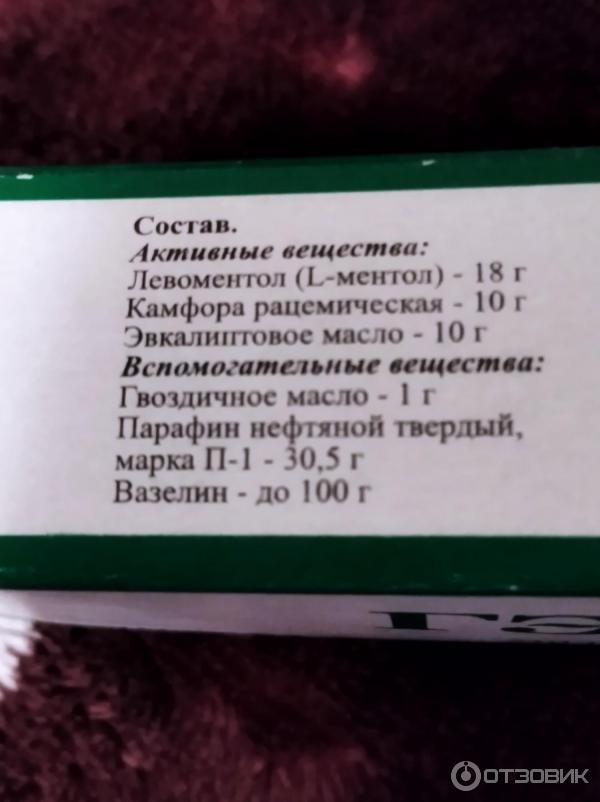 Состав.
Активные вещества:
Левоментол (L-ментол) - 18 г
Камфора рацемическая - 10 г
Эвкалиптовое масло - 10 г
Вспомогательные вещества:
Гвоздичное масло - 1 г
Парафин нефтяной твердый,
марка П-1 - 30,5 г
Вазелин - до 100 г
ОТЗОВИК